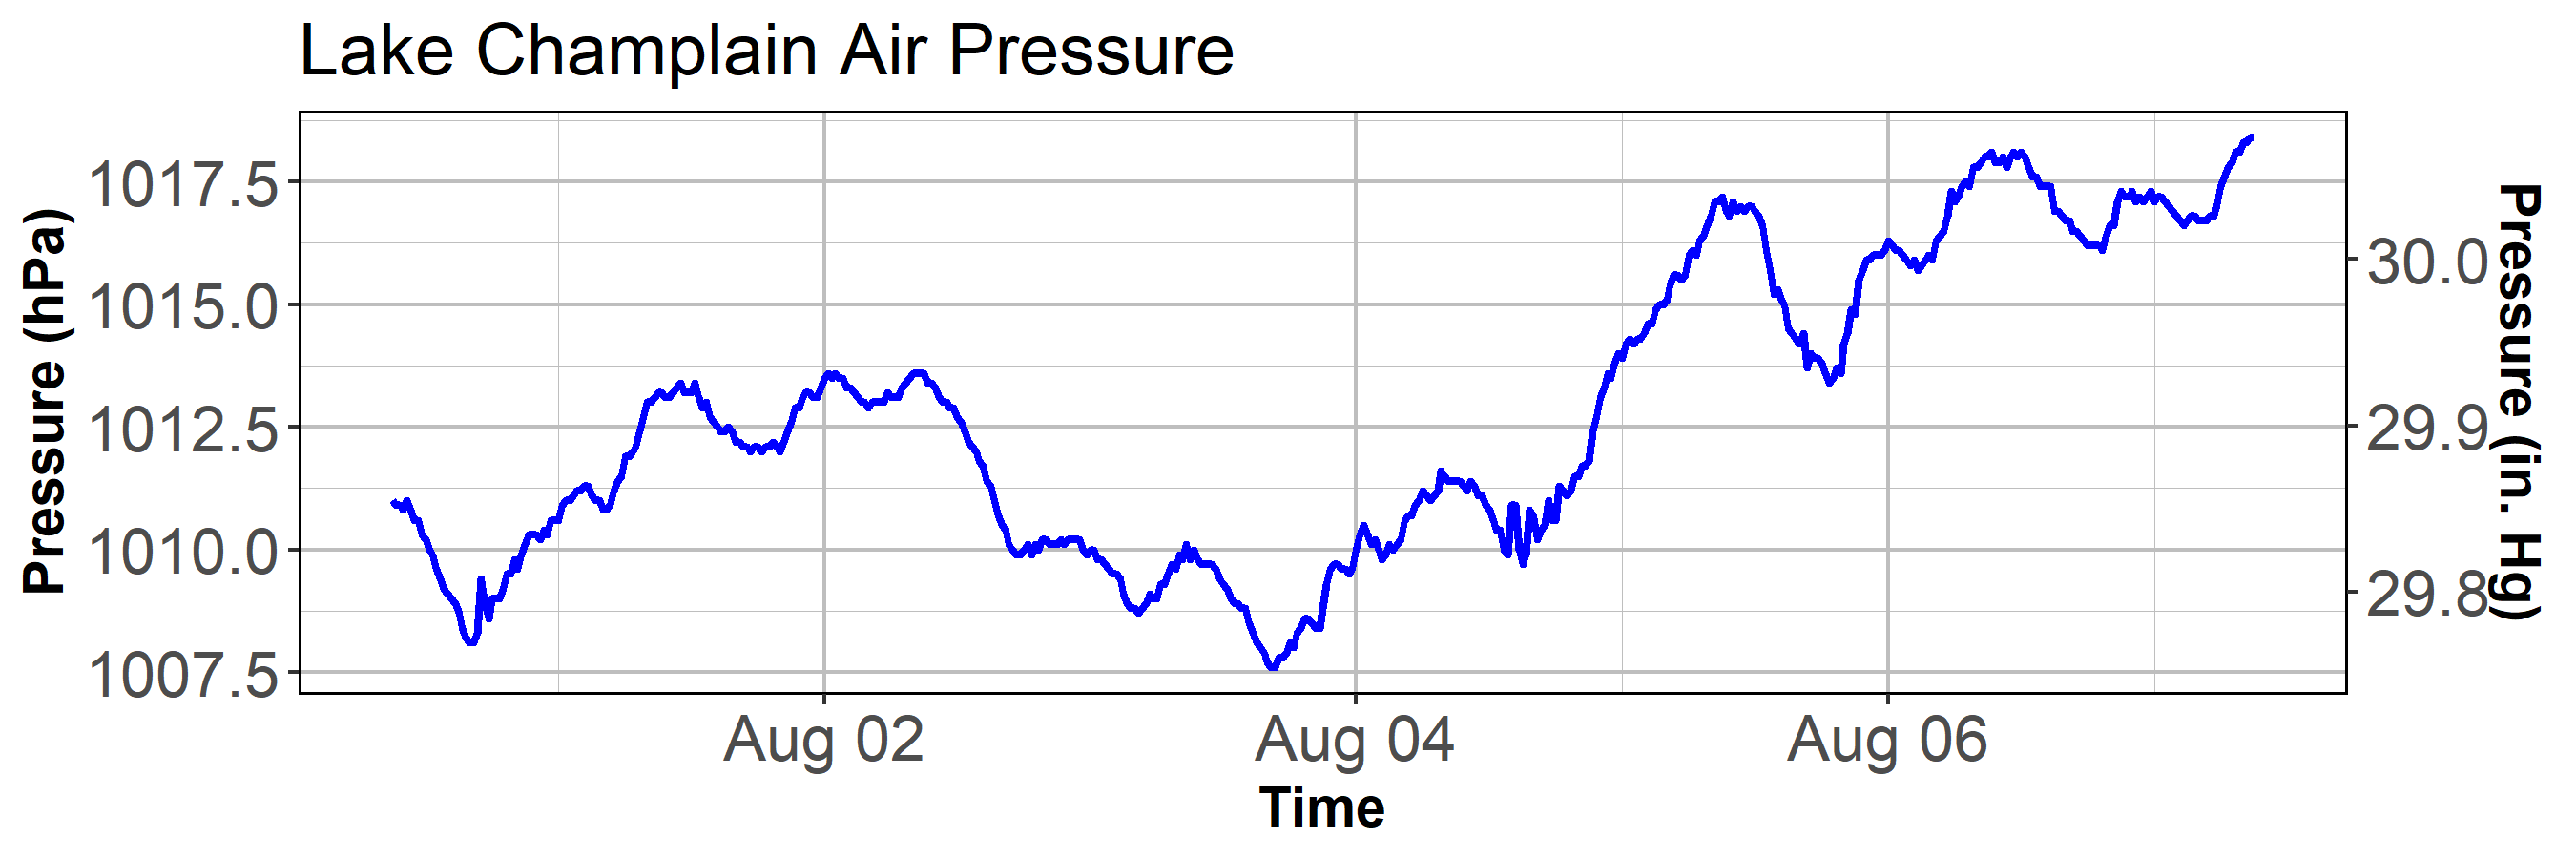 Lake Champlain Air Pressure
Pressure (hPa)
1017.5
1015.0
1012.5
1010.0
1007.5
30.0
29.9
29.8
Pressure (in. Hg)
Aug 02 Aug 04 Aug 06
Time